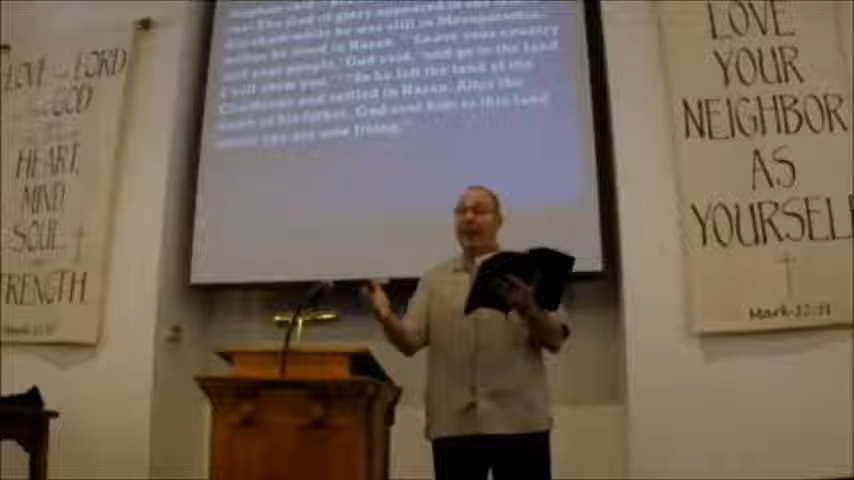 LOVE THE LORD
GOD
HEART,
MIND
SOUL
STRENGTH
The God of glory appeared to our
Abraham while he was still in Mesopotamia,
before he lived in Haran. "Leave your country
and your people," God said, "and go to the land
I will show you." "So he left the land of the
Chaldeans and settled in Haran. After the
death of his father, God sent him to this land
where you are now living."
LOVE
YOUR
NEIGHBOR
AS
YOURSELF,
Mark 12:31